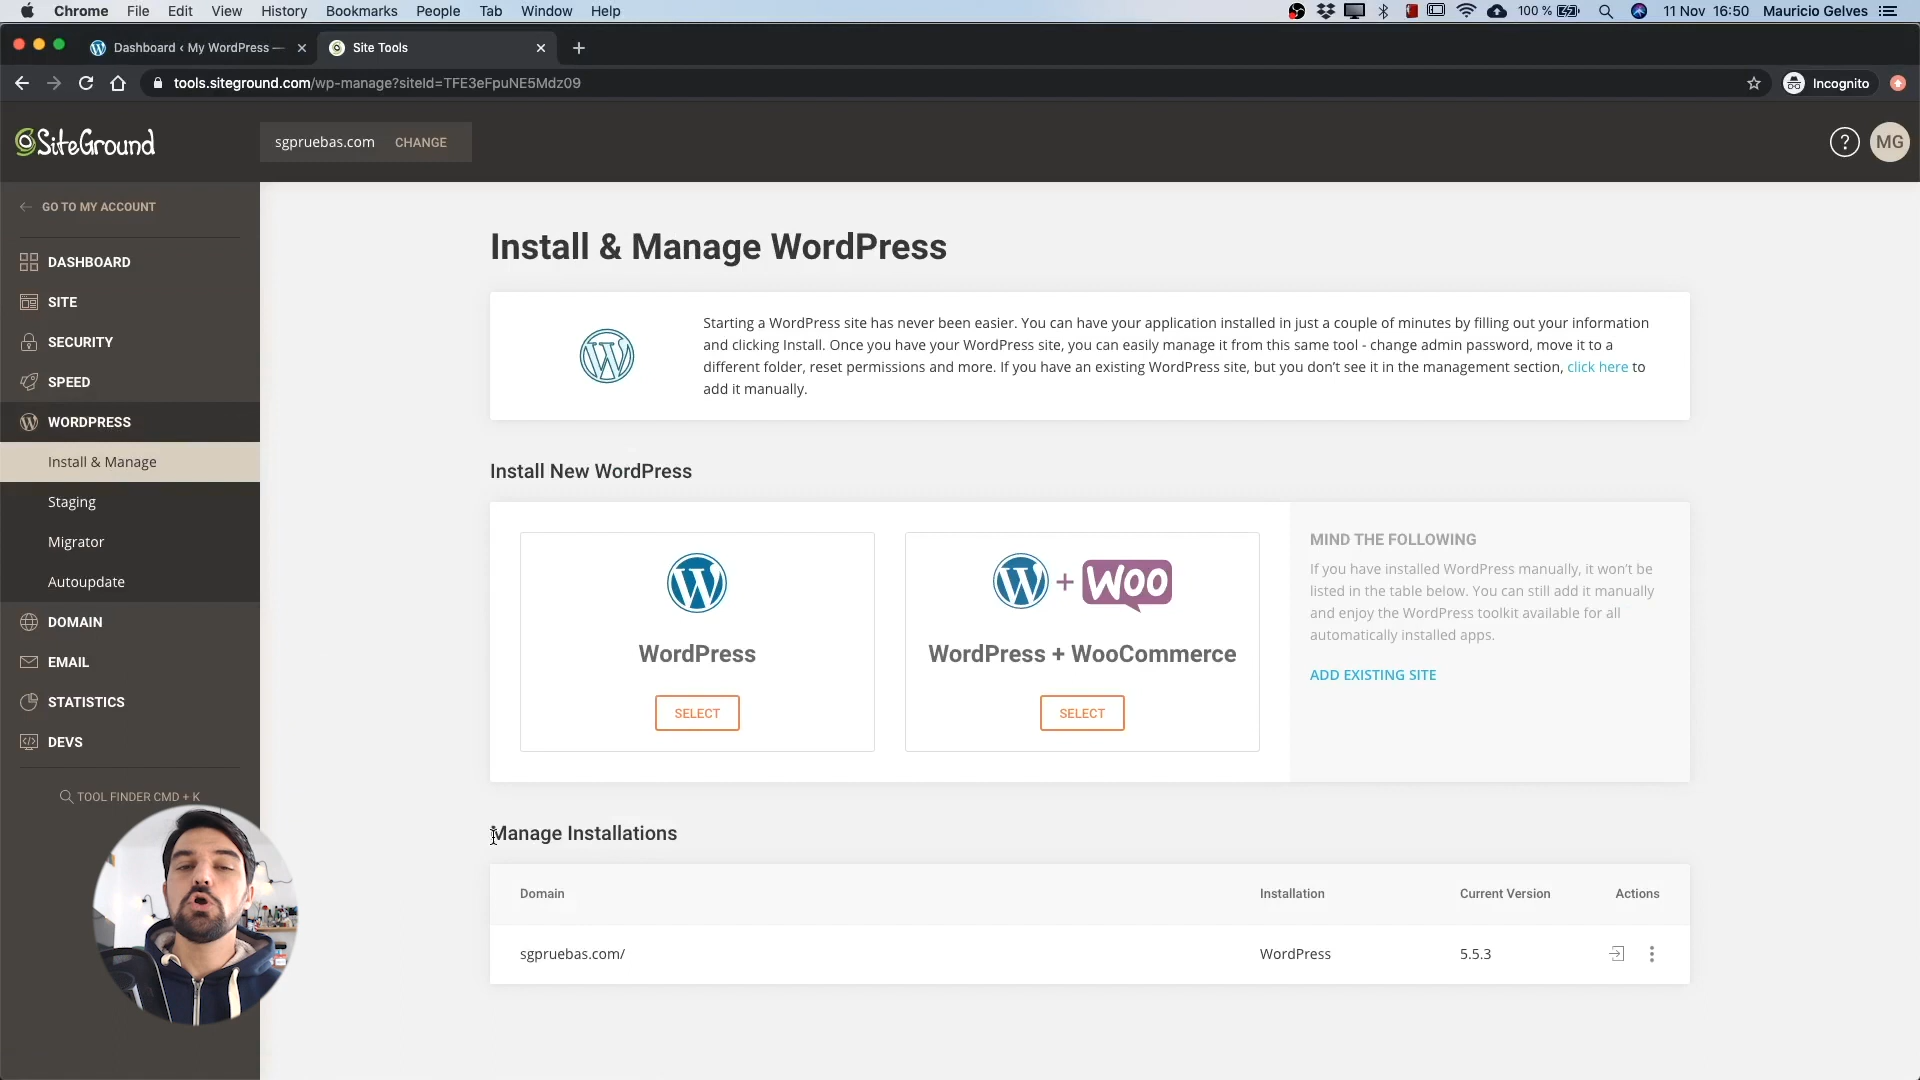 Chrome File Edit View History Bookmarks People Tab Window Help
100 % 11 Nov 16:50 Mauricio Gelves
Dashboard ‹ My WordPress —
Site Tools
tools.siteground.com/wp-manage?siteId=TFE3eFpuNE5Mdz09
Incognito
SiteGround
sgpruebas.com CHANGE
?
MG
GO TO MY ACCOUNT
DASHBOARD
SITE
SECURITY
SPEED
WORDPRESS
Install & Manage
Staging
Migrator
Autoupdate
DOMAIN
EMAIL
STATISTICS
DEVS
TOOL FINDER CMD + K
Install & Manage WordPress
Starting a WordPress site has never been easier. You can have your application installed in just a couple of minutes by filling out your information
and clicking Install. Once you have your WordPress site, you can easily manage it from this same tool - change admin password, move it to a
different folder, reset permissions and more. If you have an existing WordPress site, but you don't see it in the management section, click here to
add it manually.
Install New WordPress
WordPress
SELECT
+ WOO
WordPress + WooCommerce
SELECT
MIND THE FOLLOWING
If you have installed WordPress manually, it won't be
listed in the table below. You can still add it manually
and enjoy the WordPress toolkit available for all
automatically installed apps.
ADD EXISTING SITE
Manage Installations
Domain Installation Current Version Actions
sgpruebas.com/ WordPress 5.5.3